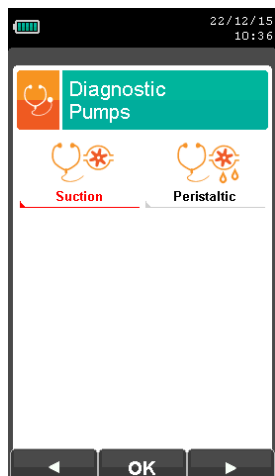 22/12/15
10:36
Diagnostic
Pumps
Suction Peristaltic
OK